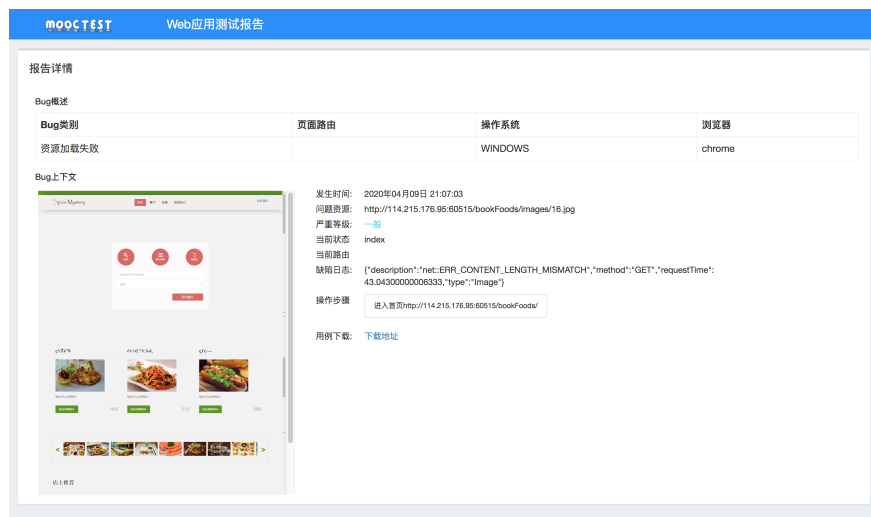 MOOCTEST Web应用测试报告
报告详情
Bug概述
Bug类别 页面路由 操作系统 浏览器
资源加载失败 WINDOWS chrome
Bug上下文
Spice Mystery
发生时间: 2020年04月09日 21:07:03
问题资源: http://114.215.176.95:60515/bookFoods/images/16.jpg
严重等级: 一般
当前状态 index
当前路由
缺陷日志: {"description":"net::ERR_CONTENT_LENGTH_MISMATCH","method":"GET","requestTime":
43.04300000006333,"type":"Image"}
操作步骤 进入首页http://114.215.176.95:60515/bookFoods/
用例下载: 下载地址
店主推荐